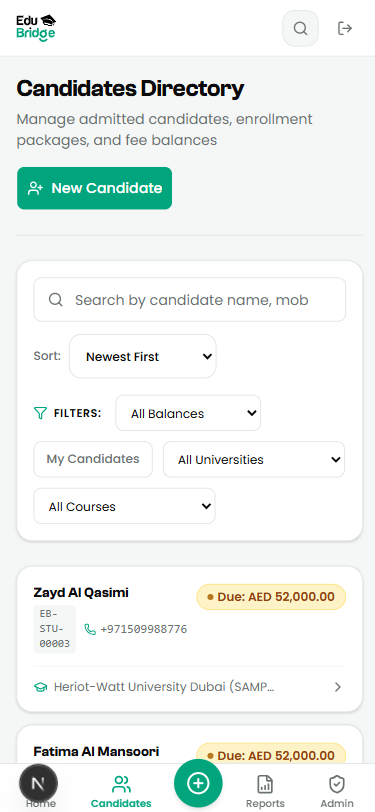 Edu
Bridge
Candidates Directory
Manage admitted candidates, enrollment
packages, and fee balances
New Candidate
Search by candidate name, mob
Sort:
Newest First
FILTERS:
All Balances
My Candidates
All Universities
All Courses
Zayd Al Qasimi
Due: AED 52,000.00
EB-
STU-
00003
+971509988776
Heriot-Watt University Dubai (SAMP...
Fatima Al Mansoori
Due: AED 52,000.00
N
Home
Candidates
Reports
Admin